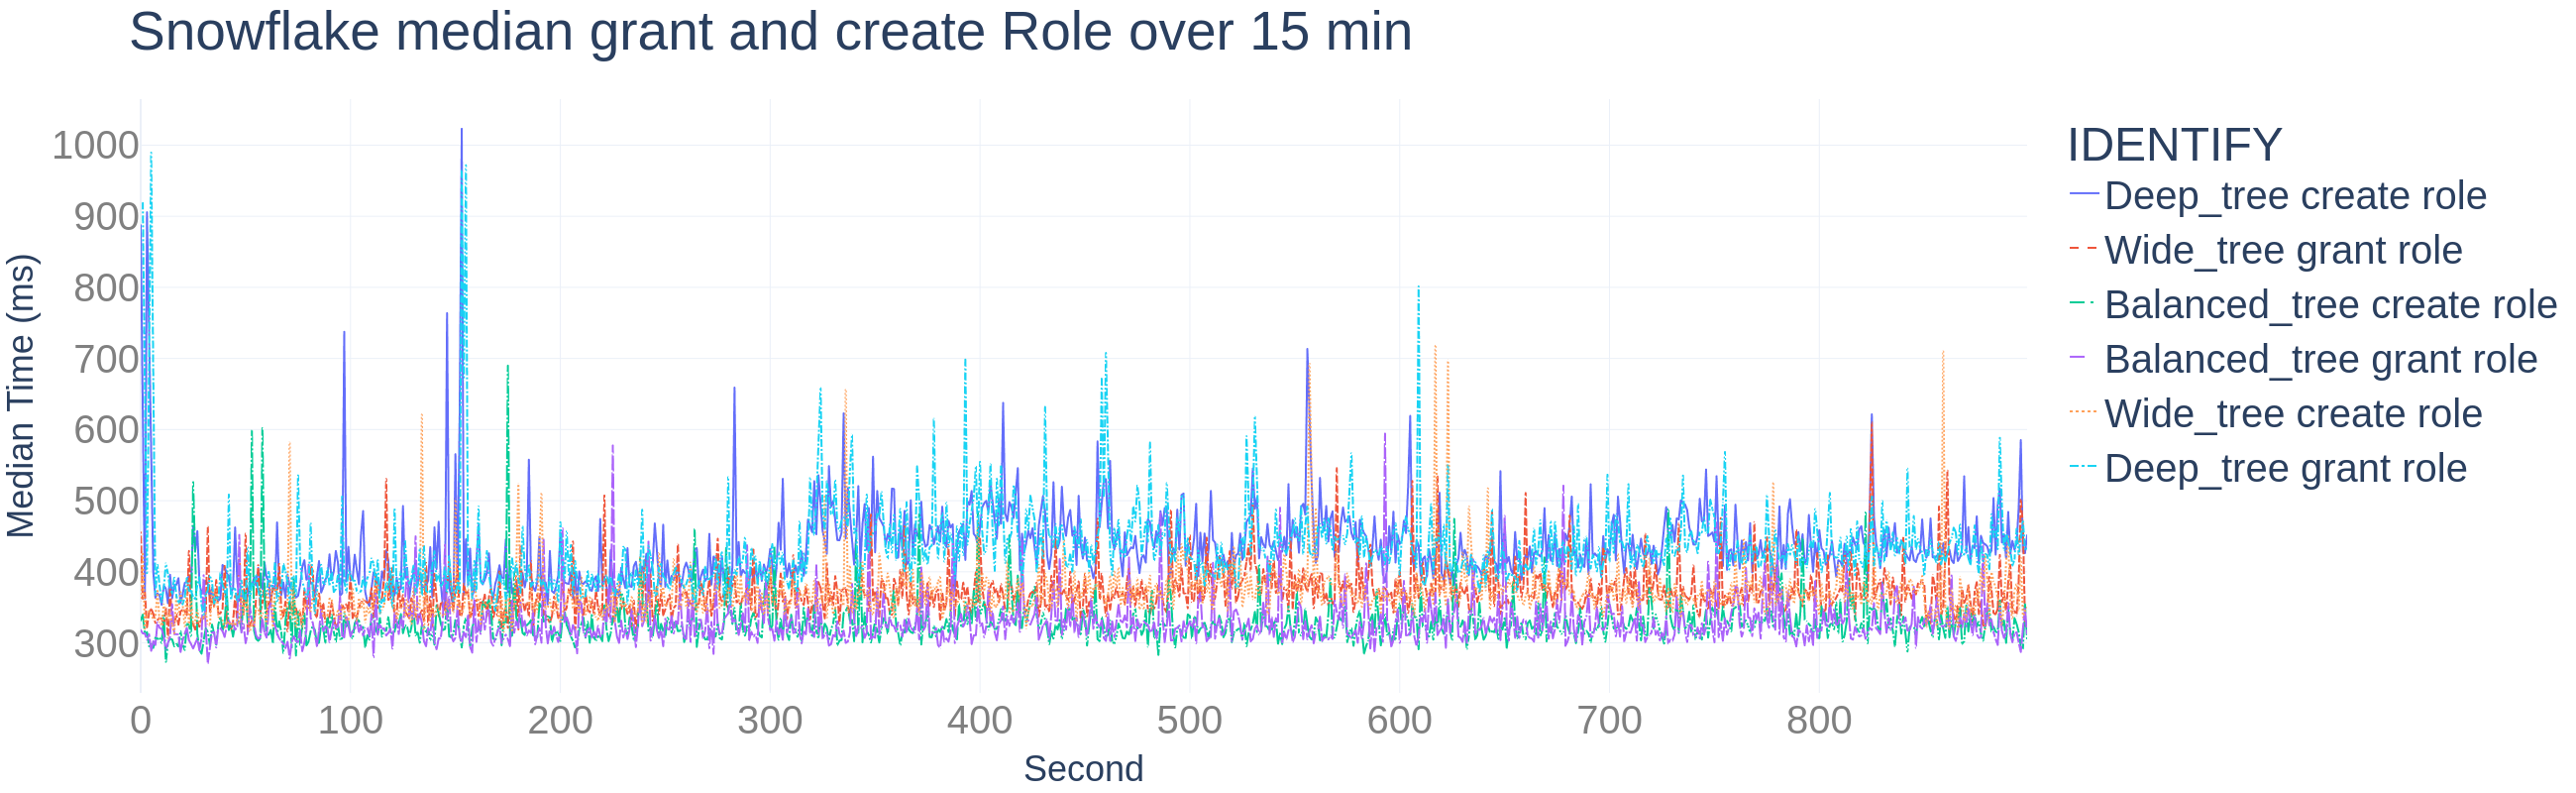 Snowflake median grant and create Role over 15 min
1000
900
800
700
600
500
400
300
Median Time (ms)
0 100 200 300 400 500 600 700 800
Second
IDENTIFY
Deep_tree create role
Wide_tree grant role
Balanced_tree create role
Balanced_tree grant role
Wide_tree create role
Deep_tree grant role